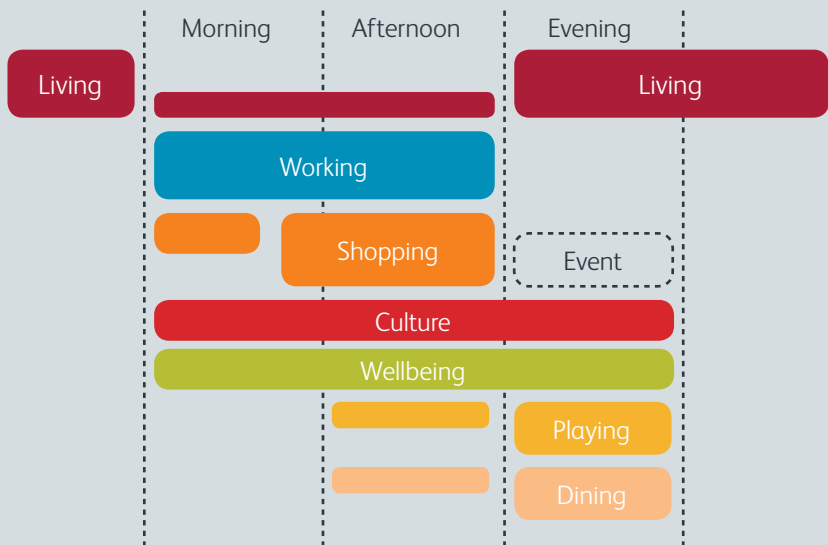 Morning
Afternoon
Evening
Living
Living
Working
Shopping
Event
Culture
Wellbeing
Playing
Dining